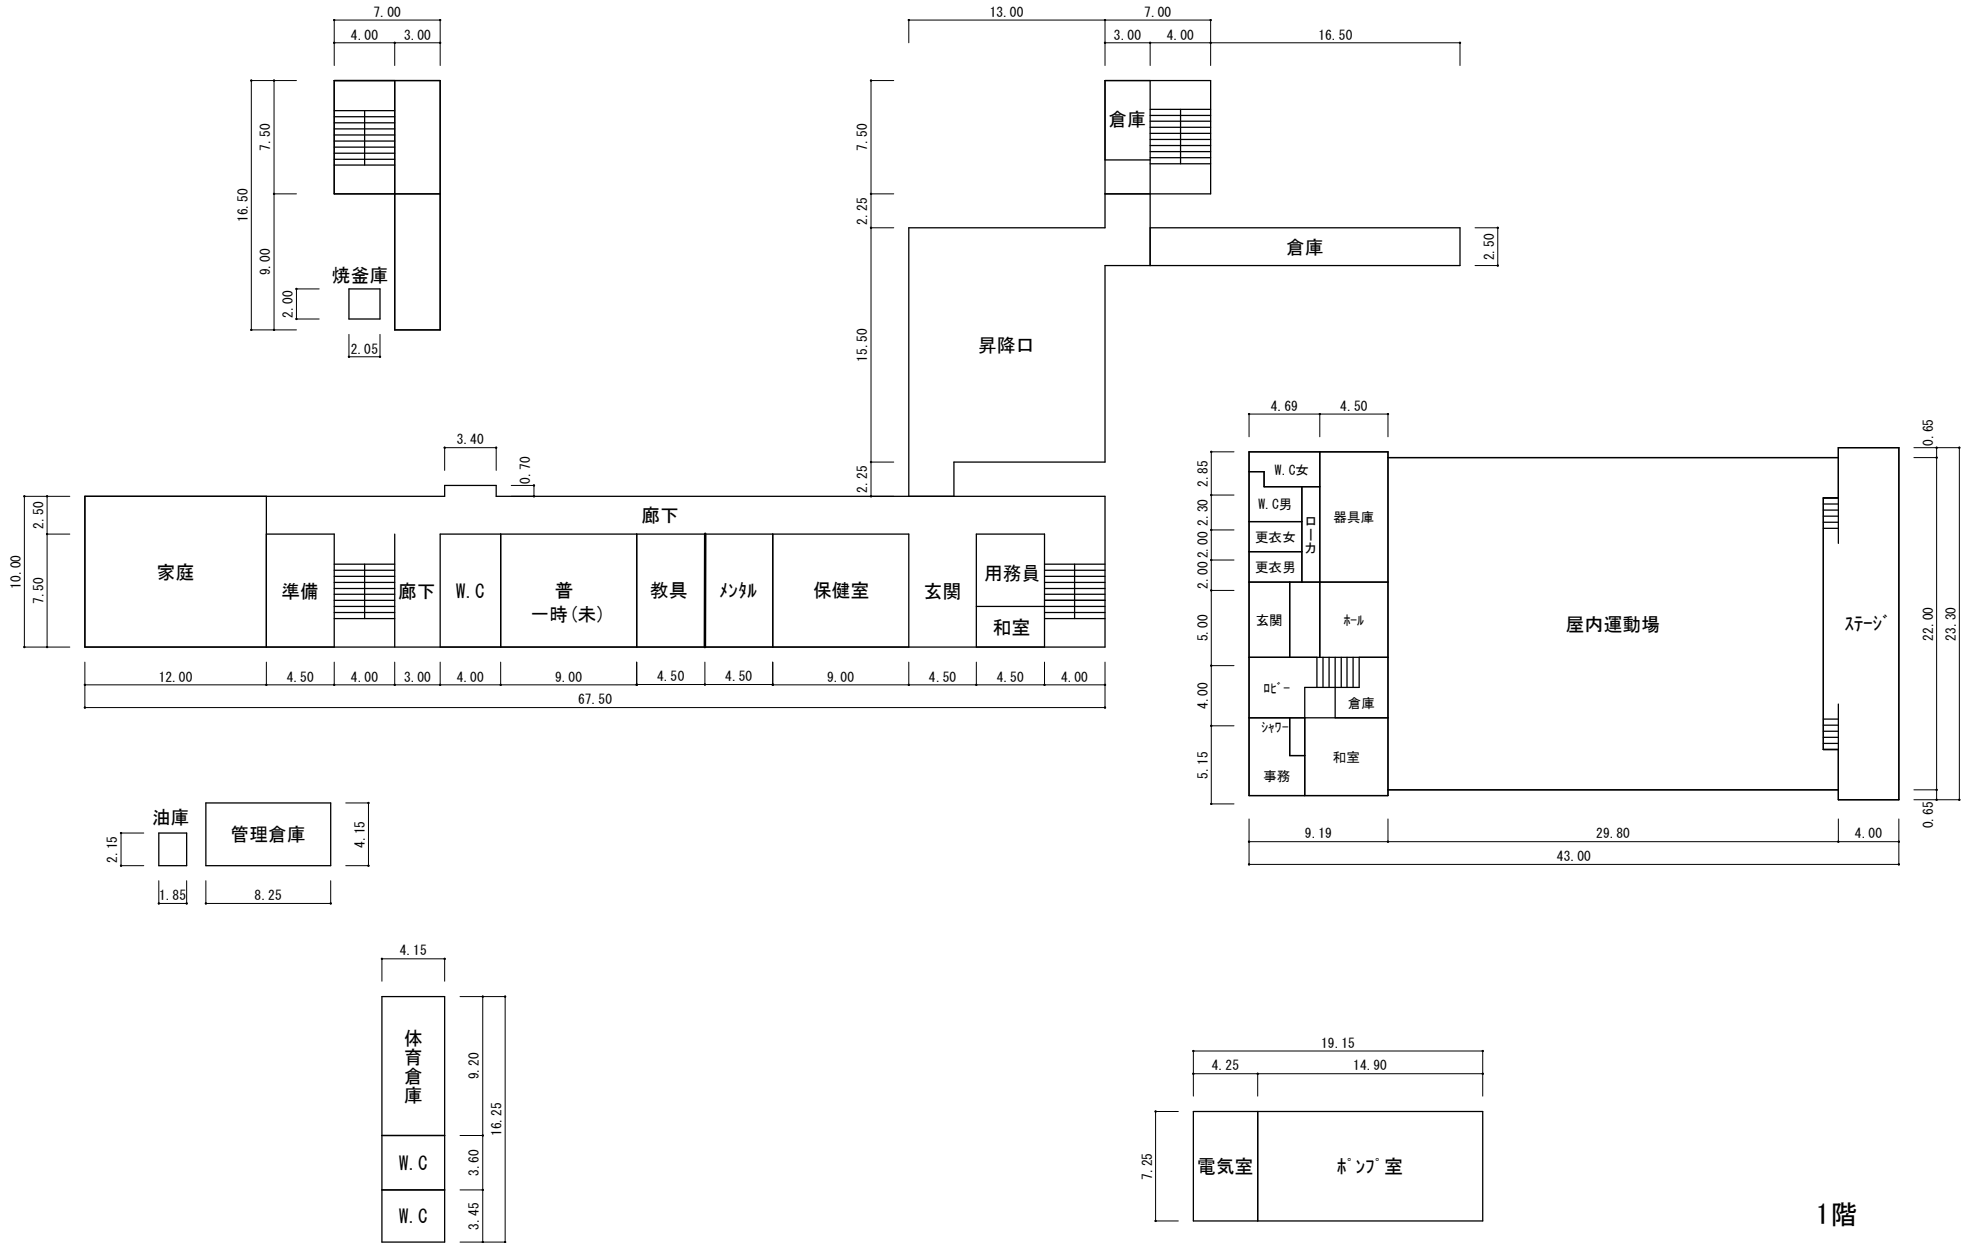 7.00
4.00
3.00
7.50
16.50
9.00
焼釜庫
2.00
2.05
13.00
7.00
3.00
4.00
16.50
倉庫
7.50
2.25
倉庫
2.50
15.50
昇降口
2.25
3.40
0.70
廊下
2.50
10.00
7.50
家庭
準備
廊下
W.C
普
一時(未)
教具
メンタル
保健室
玄関
用務員
和室
12.00
4.50
4.00
3.00
4.00
9.00
4.50
4.50
9.00
4.50
4.50
4.00
67.50
4.69
4.50
0.65
2.85
2.30
2.00
2.00
5.00
4.00
5.15
W.C女
W.C男
ローカ
器具庫
更衣女
更衣男
玄関
ホール
屋内運動場
ステージ
22.00
23.30
ロビー
倉庫
シャワー
和室
事務
0.65
9.19
29.80
4.00
43.00
油庫
管理倉庫
2.15
4.15
1.85
8.25
4.15
体育倉庫
9.20
16.25
W.C
3.60
W.C
3.45
19.15
4.25
14.90
7.25
電気室
ポンプ室
1階